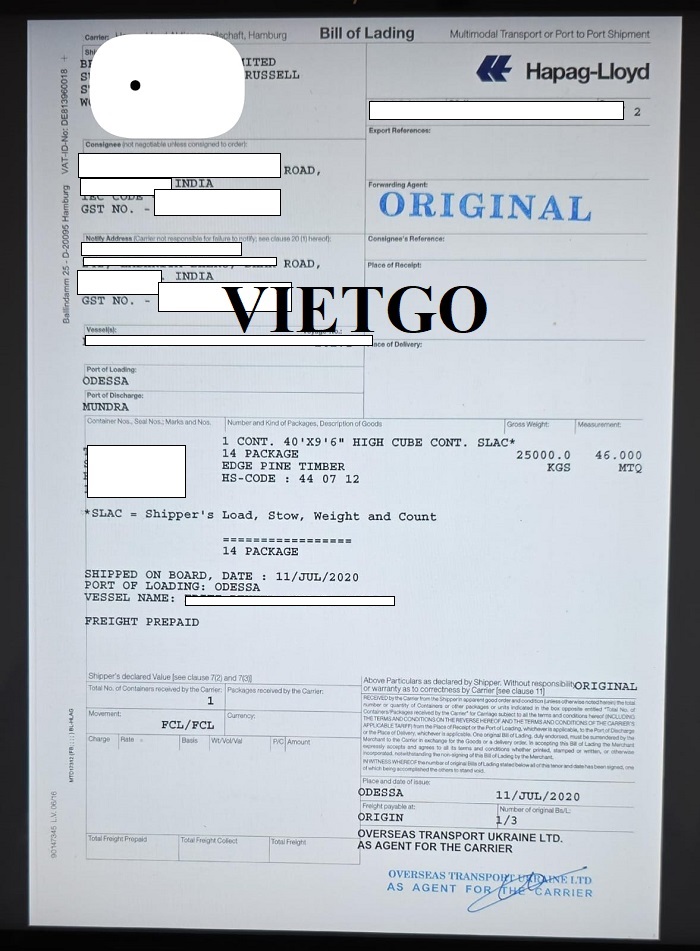 Carrier:
schaft, Hamburg
Bill of Lading
Multimodal Transport or Port to Port Shipment
Hapag-Lloyd
ITED
RUSSELL
2
Export References:
Consignee (not negotiable unless consigned to order):
ROAD,
INDIA
IEC CODE
GST NO. -
Forwarding Agent:
ORIGINAL
Notify Address (Carrier not responsible for failure to notify; see clause 20 (1) hereof):
ROAD,
INDIA
GST NO. -
Consignee's Reference:
Place of Receipt:
VIETGO
Vessel(s):
Place of Delivery:
Port of Loading:
ODESSA
Port of Discharge:
MUNDRA
Container Nos., Seal Nos.; Marks and Nos.
Number and Kind of Packages, Description of Goods
Gross Weight:
Measurement:
1 CONT. 40'X9'6" HIGH CUBE CONT. SLAC*
14 PACKAGE 25000.0 46.000
EDGE PINE TIMBER KGS MTQ
HS-CODE : 44 07 12
*SLAC = Shipper's Load, Stow, Weight and Count
=================
14 PACKAGE
SHIPPED ON BOARD, DATE : 11/JUL/2020
PORT OF LOADING: ODESSA
VESSEL NAME:
FREIGHT PREPAID
Shipper's declared Value [see clause 7(2) and 7(3)]
Above Particulars as declared by Shipper. Without responsibility ORIGINAL
or warranty as to correctness by Carrier [see clause 11]
Total No. of Containers received by the Carrier:
Packages received by the Carrier:
1
Movement:
FCL/FCL
Currency:
Charge Rate Basis Wt/Vol/Val P/C Amount
Place and date of issue:
ODESSA 11/JUL/2020
Freight payable at:
ORIGIN
Number of original Bs/L:
1/3
OVERSEAS TRANSPORT UKRAINE LTD.
AS AGENT FOR THE CARRIER
Total Freight Prepaid
Total Freight Collect
Total Freight
OVERSEAS TRANSPORT UKRAINE LTD
AS AGENT FOR THE CARRIER
Ballindamm 25 - D-20095 Hamburg VAT-ID-No: DE813960018